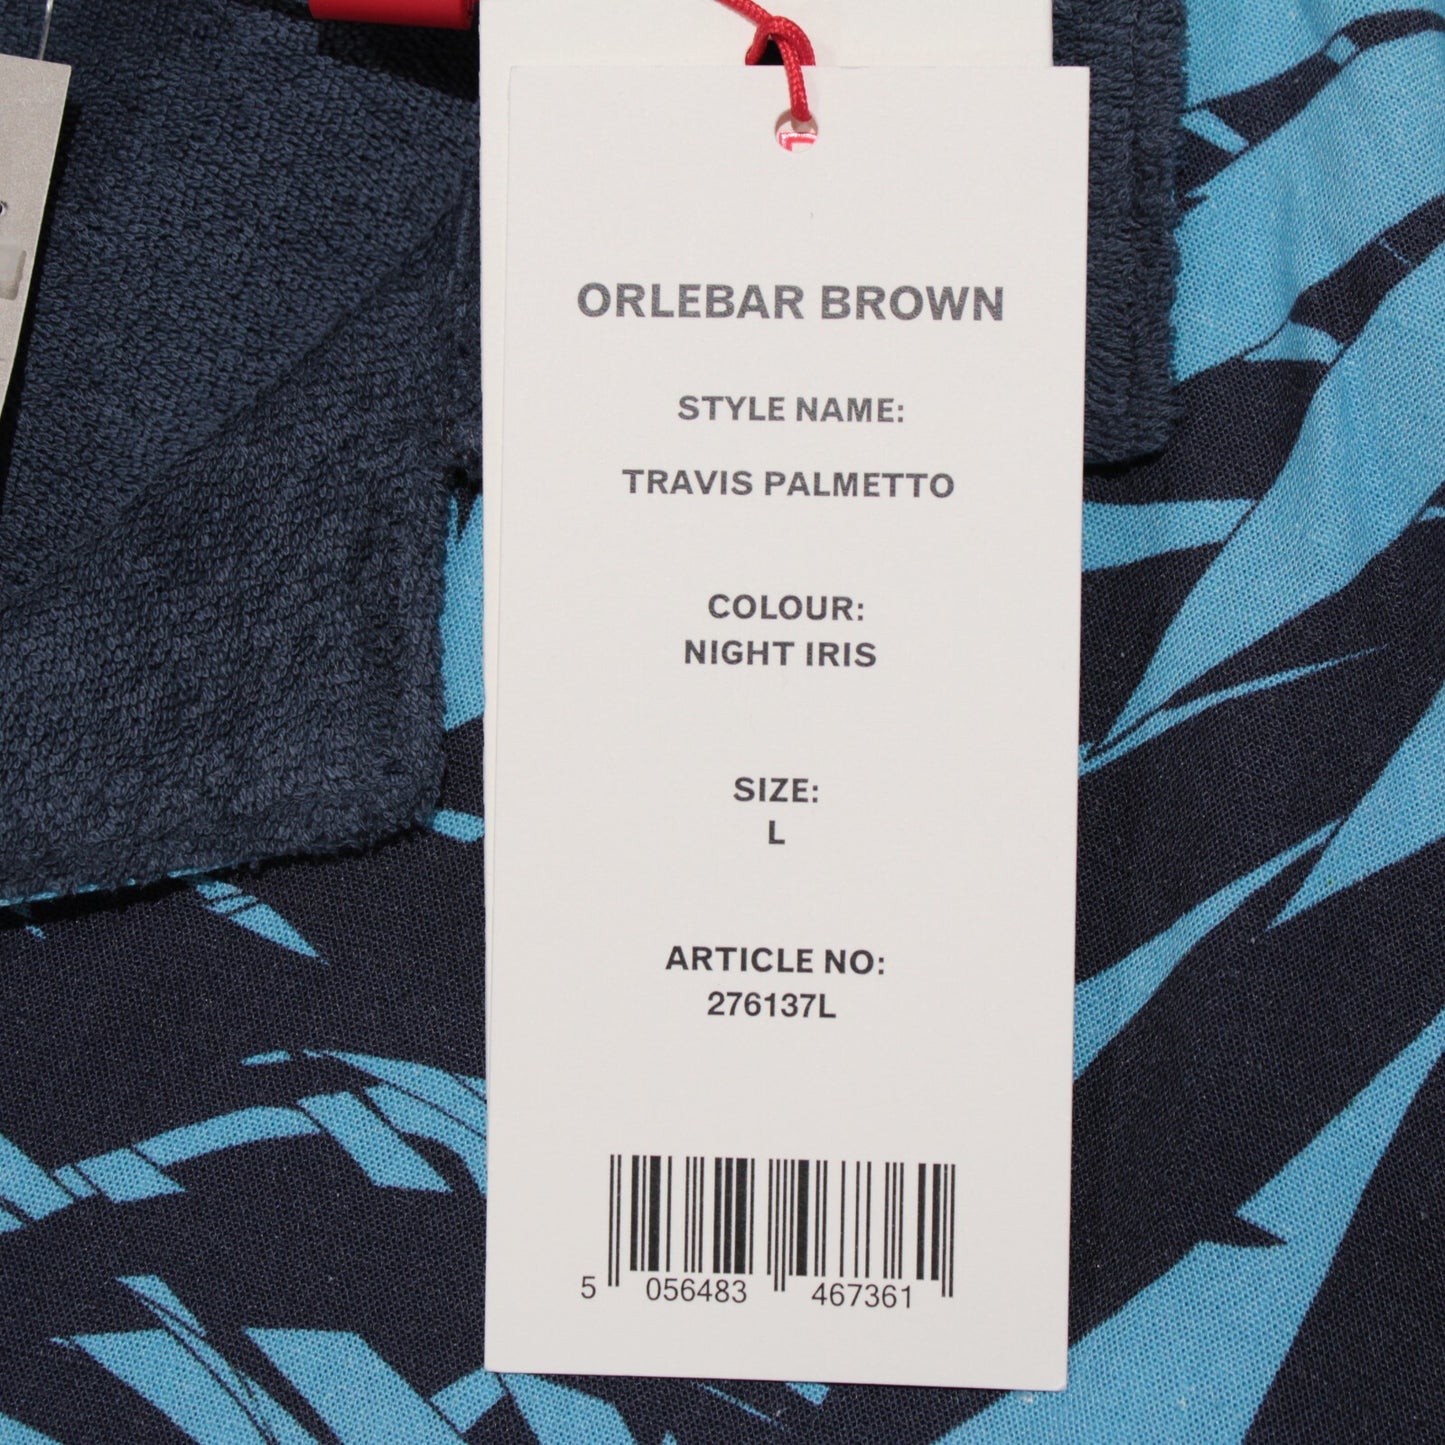 ORLEBAR BROWN
STYLE NAME:
TRAVIS PALMETTO
COLOUR:
NIGHT IRIS
SIZE:
L
ARTICLE NO:
276137L
5 056483 467361